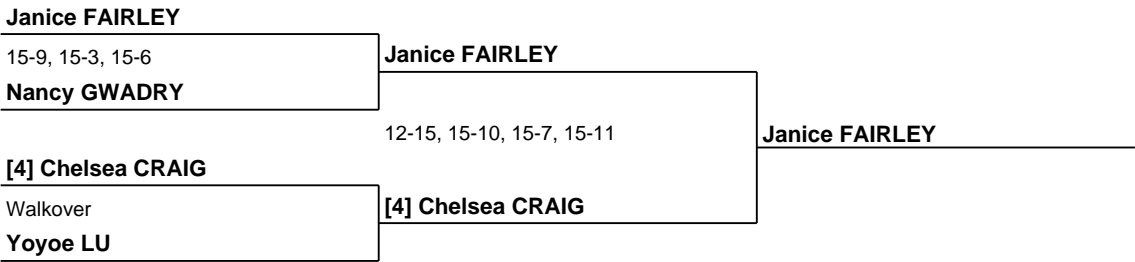 Janice FAIRLEY
15-9, 15-3, 15-6
Janice FAIRLEY
Nancy GWADRY
12-15, 15-10, 15-7, 15-11
Janice FAIRLEY
[4] Chelsea CRAIG
Walkover
[4] Chelsea CRAIG
Yoyoe LU